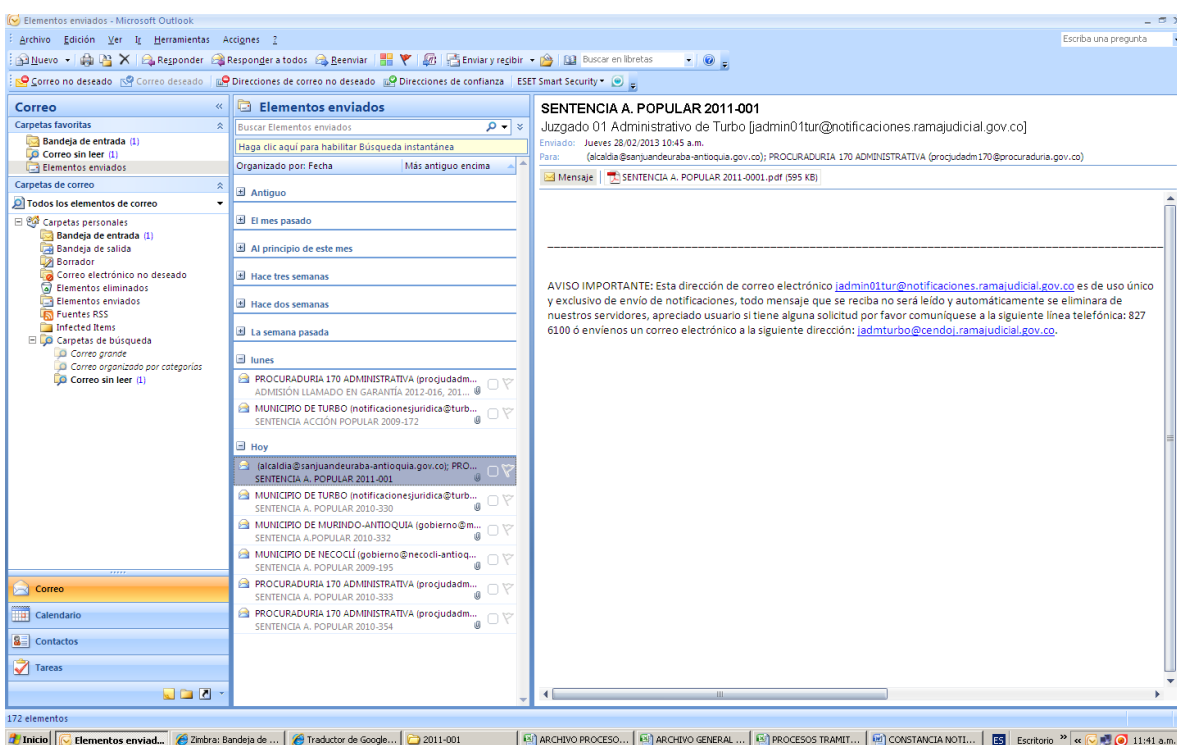 Elementos enviados - Microsoft Outlook
Archivo Edición Ver Ir Herramientas Acciones ?
Escriba una pregunta
Nuevo Responder Responder a todos Reenviar Enviar y recibir Buscar en libretas
Correo no deseado Correo deseado Direcciones de correo no deseado Direcciones de confianza ESET Smart Security
Correo
Carpetas favoritas
Bandeja de entrada (1)
Correo sin leer (1)
Elementos enviados
Carpetas de correo
Todos los elementos de correo
Carpetas personales
Bandeja de entrada (1)
Bandeja de salida
Borrador
Correo electrónico no deseado
Elementos eliminados
Elementos enviados
Fuentes RSS
Infected Items
Carpetas de búsqueda
Correo grande
Correo organizado por categorías
Correo sin leer (1)
Correo
Calendario
Contactos
Tareas
Elementos enviados
Buscar Elementos enviados
Haga clic aquí para habilitar Búsqueda instantánea
Organizado por: Fecha Más antiguo encima
Antiguo
El mes pasado
Al principio de este mes
Hace tres semanas
Hace dos semanas
La semana pasada
lunes
PROCURADURIA 170 ADMINISTRATIVA (procjudadm...
ADMISIÓN LLAMADO EN GARANTÍA 2012-016, 201...
MUNICIPIO DE TURBO (notificacionesjuridica@turb...
SENTENCIA ACCIÓN POPULAR 2009-172
Hoy
(alcaldia@sanjuandeuraba-antioquia.gov.co); PRO...
SENTENCIA A. POPULAR 2011-001
MUNICIPIO DE TURBO (notificacionesjuridica@turb...
SENTENCIA A. POPULAR 2010-330
MUNICIPIO DE MURINDO-ANTIOQUIA (gobierno@m...
SENTENCIA A.POPULAR 2010-332
MUNICIPIO DE NECOCLÍ (gobierno@necocli-antioq...
SENTENCIA A. POPULAR 2009-195
PROCURADURIA 170 ADMINISTRATIVA (procjudadm...
SENTENCIA A. POPULAR 2010-333
PROCURADURIA 170 ADMINISTRATIVA (procjudadm...
SENTENCIA A. POPULAR 2010-354
SENTENCIA A. POPULAR 2011-001
Juzgado 01 Administrativo de Turbo [jadmin01tur@notificaciones.ramajudicial.gov.co]
Enviado: Jueves 28/02/2013 10:45 a.m.
Para: (alcaldia@sanjuandeuraba-antioquia.gov.co); PROCURADURIA 170 ADMINISTRATIVA (procjudadm170@procuraduria.gov.co)
Mensaje SENTENCIA A. POPULAR 2011-0001.pdf (595 KB)
AVISO IMPORTANTE: Esta dirección de correo electrónico jadmin01tur@notificaciones.ramajudicial.gov.co es de uso único
y exclusivo de envío de notificaciones, todo mensaje que se reciba no será leído y automáticamente se eliminara de
nuestros servidores, apreciado usuario si tiene alguna solicitud por favor comuníquese a la siguiente línea telefónica: 827
6100 ó envíenos un correo electrónico a la siguiente dirección: jadmturbo@cendoj.ramajudicial.gov.co.
172 elementos
Inicio Elementos enviad... Zimbra: Bandeja de ... Traductor de Google... 2011-001 ARCHIVO PROCESO... ARCHIVO GENERAL ... PROCESOS TRAMIT... CONSTANCIA NOTI... ES Escritorio » « 11:41 a.m.